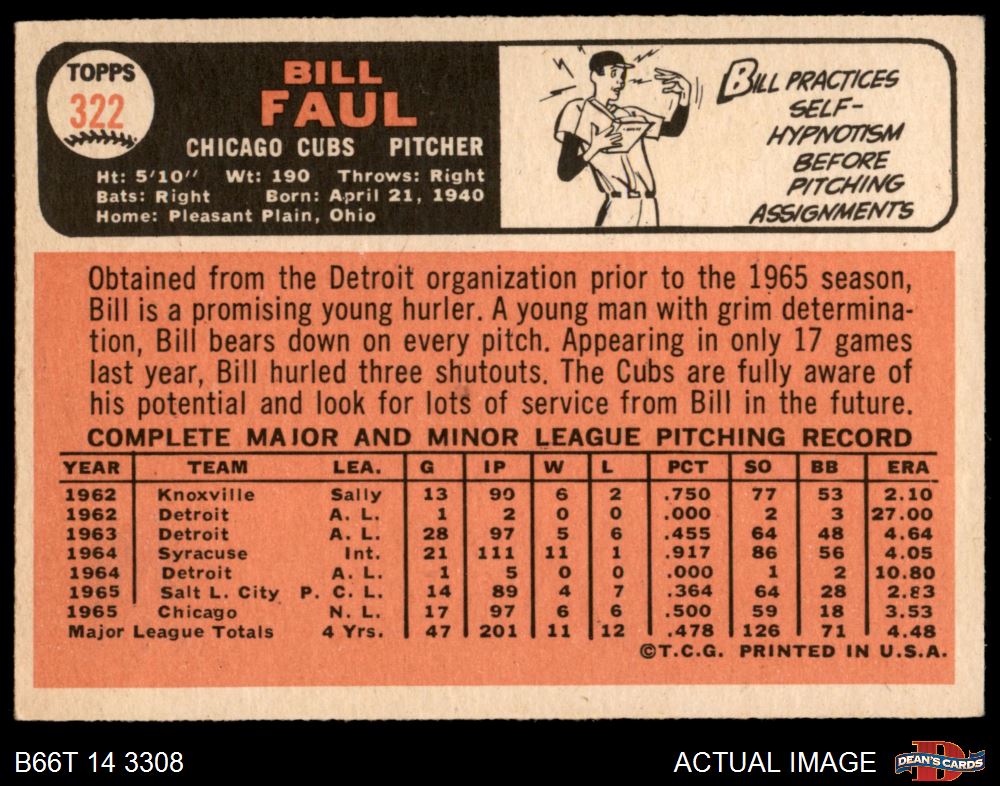 TOPPS
322
BILL
FAUL
CHICAGO CUBS PITCHER
Ht: 5'10" Wt: 190 Throws: Right
Bats: Right Born: April 21, 1940
Home: Pleasant Plain, Ohio
BILL PRACTICES
SELF-
HYPNOTISM
BEFORE
PITCHING
ASSIGNMENTS
Obtained from the Detroit organization prior to the 1965 season,
Bill is a promising young hurler. A young man with grim determina-
tion, Bill bears down on every pitch. Appearing in only 17 games
last year, Bill hurled three shutouts. The Cubs are fully aware of
his potential and look for lots of service from Bill in the future.
COMPLETE MAJOR AND MINOR LEAGUE PITCHING RECORD
YEAR TEAM LEA. G IP W L PCT SO BB ERA
1962 Knoxville Sally 13 90 6 2 .750 77 53 2.10
1962 Detroit A. L. 1 2 0 0 .000 2 3 27.00
1963 Detroit A. L. 28 97 5 6 .455 64 48 4.64
1964 Syracuse Int. 21 111 11 1 .917 86 56 4.05
1964 Detroit A. L. 1 5 0 0 .000 1 2 10.80
1965 Salt L. City P. C. L. 14 89 4 7 .364 64 28 2.83
1965 Chicago N. L. 17 97 6 6 .500 59 18 3.53
Major League Totals 4 Yrs. 47 201 11 12 .478 126 71 4.48
©T.C.G. PRINTED IN U.S.A.
B66T 14 3308 ACTUAL IMAGE
DEAN'S CARDS